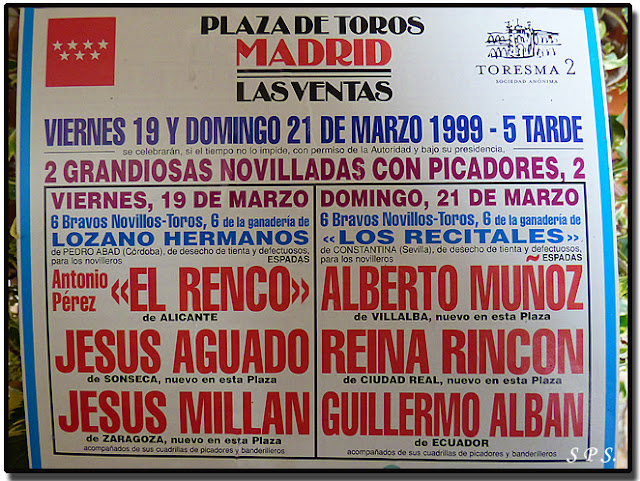 PLAZA DE TOROS
MADRID
LAS VENTAS
TORESMA 2
SOCIEDAD ANÓNIMA
VIERNES 19 Y DOMINGO 21 DE MARZO 1999 - 5 TARDE
se celebrarán, si el tiempo no lo impide, con permiso de la Autoridad y bajo su presidencia,
2 GRANDIOSAS NOVILLADAS CON PICADORES, 2
VIERNES, 19 DE MARZO
6 Bravos Novillos-Toros, 6 de la ganadería de
LOZANO HERMANOS
de PEDRO ABAD (Córdoba), de desecho de tienta y defectuosos,
para los novilleros ESPADAS
Antonio Pérez «EL RENCO»
de ALICANTE
JESUS AGUADO
de SONSECA, nuevo en esta Plaza
JESUS MILLAN
de ZARAGOZA, nuevo en esta Plaza
acompañados de sus cuadrillas de picadores y banderilleros
DOMINGO, 21 DE MARZO
6 Bravos Novillos-Toros, 6 de la ganadería de
«LOS RECITALES»
de CONSTANTINA (Sevilla), de desecho de tienta y defectuosos,
para los novilleros ESPADAS
ALBERTO MUÑOZ
de VILLALBA, nuevo en esta Plaza
REINA RINCON
de CIUDAD REAL, nuevo en esta Plaza
GUILLERMO ALBAN
de ECUADOR
acompañados de sus cuadrillas de picadores y banderilleros
S P S.